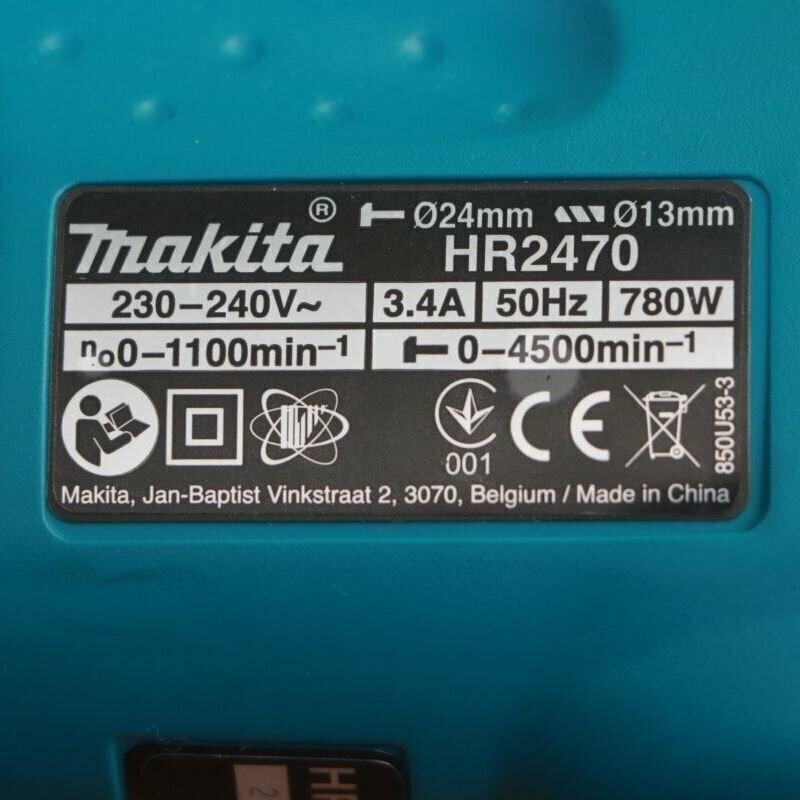 makita® Ø24mm Ø13mm
HR2470
230–240V~ 3.4A 50Hz 780W
n₀0–1100min⁻¹ 0–4500min⁻¹
001 CE
850U53-3
Makita, Jan-Baptist Vinkstraat 2, 3070, Belgium / Made in China